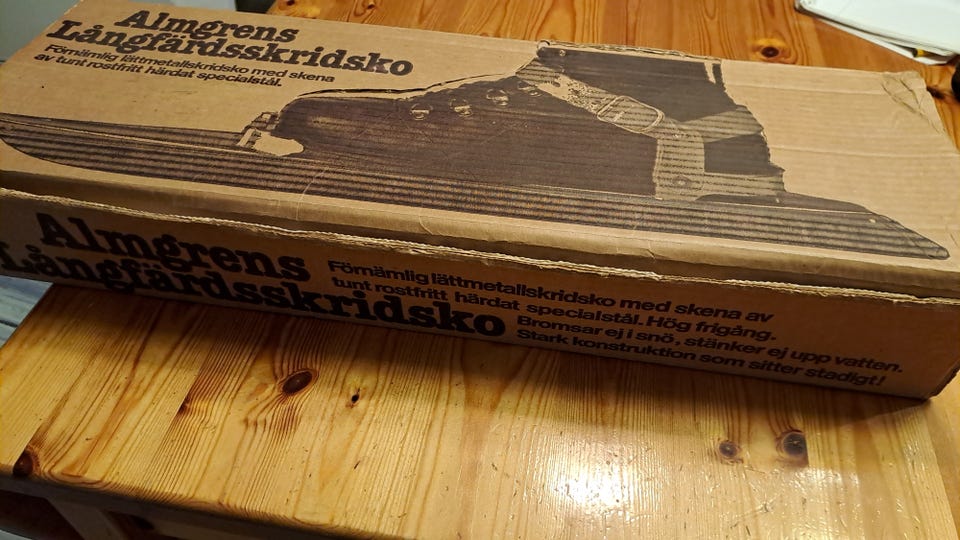 Almgrens
Långfärdsskridsko
Förnämlig lättmetallskridsko med skena
av tunt rostfritt härdat specialstål.
Almgrens
Långfärdsskridsko
Förnämlig lättmetallskridsko med skena av
tunt rostfritt härdat specialstål. Hög frigång.
Bromsar ej i snö, stänker ej upp vatten.
Stark konstruktion som sitter stadigt!